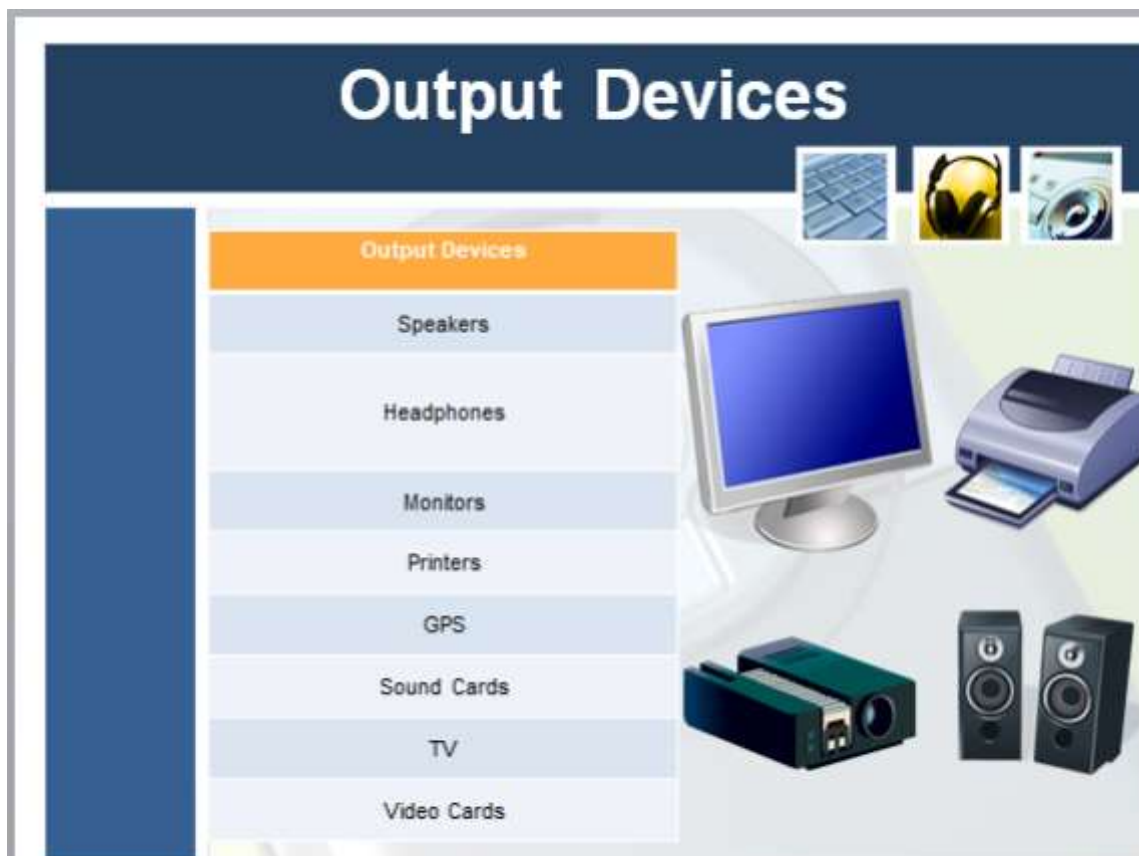 Output Devices
Output Devices
Speakers
Headphones
Monitors
Printers
GPS
Sound Cards
TV
Video Cards